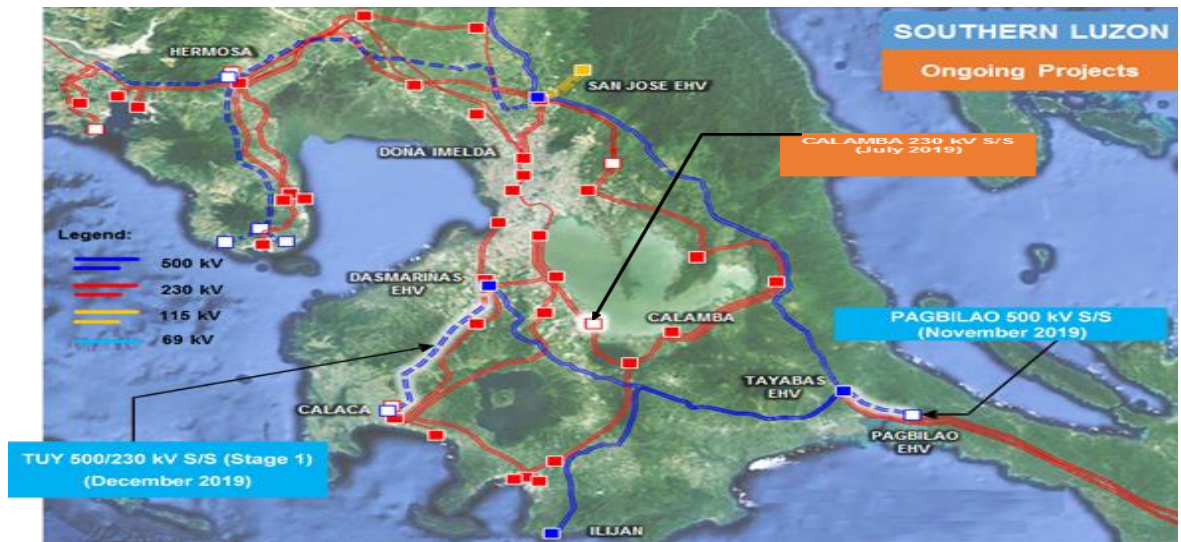 SOUTHERN LUZON
Ongoing Projects
HERMOSA
SAN JOSE EHV
CALAMBA 230 kV S/S
(July 2019)
DOÑA IMELDA
Legend:
500 kV
230 kV
115 kV
69 kV
DASMARINAS
EHV
CALAMBA
PAGBILAO 500 kV S/S
(November 2019)
TAYABAS
EHV
CALACA
PAGBILAO
EHV
TUY 500/230 kV S/S (Stage 1)
(December 2019)
ILIJAN